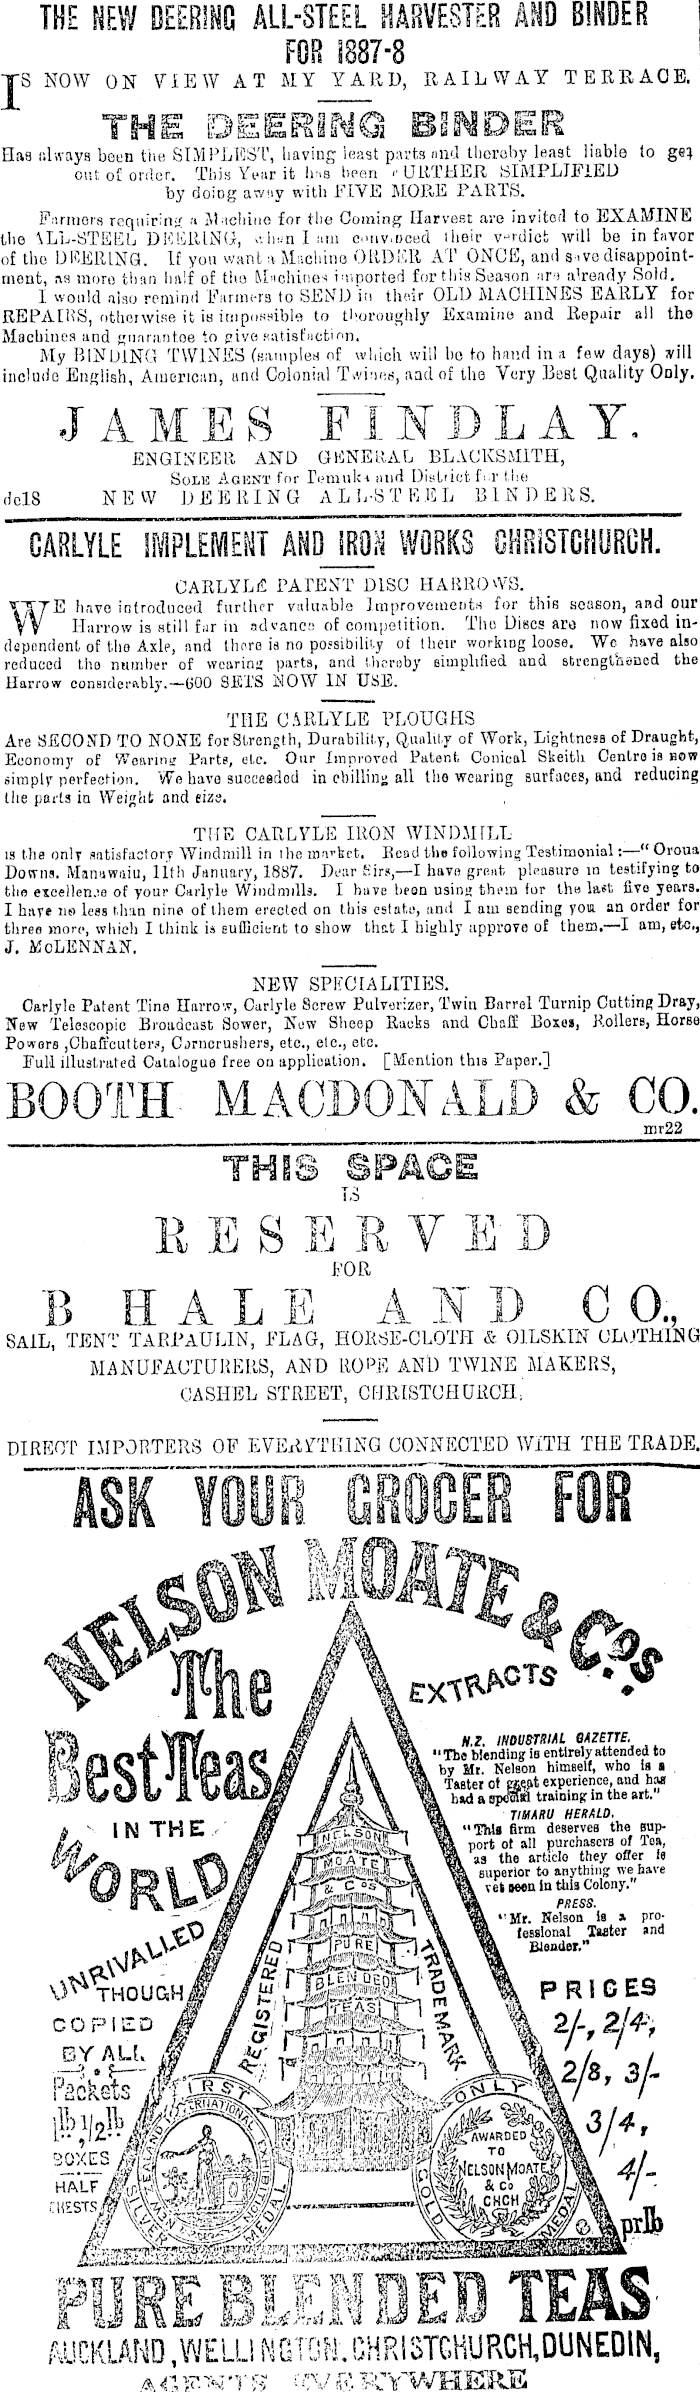 THE NEW DEERING ALL-STEEL HARVESTER AND BINDER
FOR 1887-8
IS NOW ON VIEW AT MY YARD, RAILWAY TERRACE.
THE DEERING BINDER
Has always been the SIMPLEST, having least parts and thereby least liable to get
out of order. This Year it has been FURTHER SIMPLIFIED
by doing away with FIVE MORE PARTS.
Farmers requiring a Machine for the Coming Harvest are invited to EXAMINE
the ALL-STEEL DEERING, when I am convinced their verdict will be in favor
of the DEERING. If you want a Machine ORDER AT ONCE, and save disappoint-
ment, as more than half of the Machines imported for this Season are already Sold.
I would also remind Farmers to SEND in their OLD MACHINES EARLY for
REPAIRS, otherwise it is impossible to thoroughly Examine and Repair all the
Machines and guarantee to give satisfaction.
My BINDING TWINES (samples of which will be to hand in a few days) will
include English, American, and Colonial Twines, and of the Very Best Quality Only.
JAMES FINDLAY.
ENGINEER AND GENERAL BLACKSMITH,
SOLE AGENT for Temuka and District for the
de18 NEW DEERING ALL-STEEL BINDERS.
CARLYLE IMPLEMENT AND IRON WORKS CHRISTCHURCH.
CARLYLE PATENT DISC HARROWS.
WE have introduced further valuable Improvements for this season, and our
Harrow is still far in advance of competition. The Discs are now fixed in-
dependent of the Axle, and there is no possibility of their working loose. We have also
reduced the number of wearing parts, and thereby simplified and strengthened the
Harrow considerably.—600 SETS NOW IN USE.
THE CARLYLE PLOUGHS
Are SECOND TO NONE for Strength, Durability, Quality of Work, Lightness of Draught,
Economy of Wearing Parts, etc. Our Improved Patent Conical Skeith Centre is now
simply perfection. We have succeeded in chilling all the wearing surfaces, and reducing
the parts in Weight and size.
THE CARLYLE IRON WINDMILL
is the only satisfactory Windmill in the market. Read the following Testimonial:—"Oroua
Downs. Manawaiu, 11th January, 1887. Dear Sirs,—I have great pleasure in testifying to
the excellence of your Carlyle Windmills. I have been using them for the last five years.
I have no less than nine of them erected on this estate, and I am sending you an order for
three more, which I think is sufficient to show that I highly approve of them.—I am, etc.,
J. McLENNAN.
NEW SPECIALITIES.
Carlyle Patent Tine Harrow, Carlyle Screw Pulverizer, Twin Barrel Turnip Cutting Dray,
New Telescopic Broadcast Sower, New Sheep Racks and Chaff Boxes, Rollers, Horse
Powers ,Chaffcutters, Corncrushers, etc., etc., etc.
Full illustrated Catalogue free on application. [Mention this Paper.]
BOOTH MACDONALD & CO.
mr22
THIS SPACE
IS
RESERVED
FOR
B HALE AND CO.,
SAIL, TENT TARPAULIN, FLAG, HORSE-CLOTH & OILSKIN CLOTHING
MANUFACTURERS, AND ROPE AND TWINE MAKERS,
CASHEL STREET, CHRISTCHURCH.
DIRECT IMPORTERS OF EVERYTHING CONNECTED WITH THE TRADE.
ASK YOUR GROCER FOR
NELSON MOATE & Co's.
The
Best Teas
IN THE
WORLD
UNRIVALLED
THOUGH
COPIED
BY ALL
Packets
1lb 1/2lb
BOXES
HALF
CHESTS
EXTRACTS
N.Z. INDUSTRIAL GAZETTE.
"The blending is entirely attended to
by Mr. Nelson himself, who is a
Taster of great experience, and has
had a special training in the art."
TIMARU HERALD.
"This firm deserves the sup-
port of all purchasers of Tea,
as the article they offer is
superior to anything we have
yet seen in this Colony."
PRESS.
"Mr. Nelson is a pro-
fessional Taster and
Blender."
PRICES
2/-, 2/4,
2/8, 3/-
3/4,
4/-
pr lb
NELSON
MOATE
& Cos
PURE
BLENDED
TEAS
REGISTERED
TRADE MARK
FIRST
NEW ZEALAND INTERNATIONAL EXHIBITION
SILVER MEDAL
ONLY
GOLD MEDAL
AWARDED
TO
NELSON MOATE
& Co
CHCH
PURE BLENDED TEAS
AUCKLAND, WELLINGTON. CHRISTCHURCH, DUNEDIN,
AGENTS EVERYWHERE